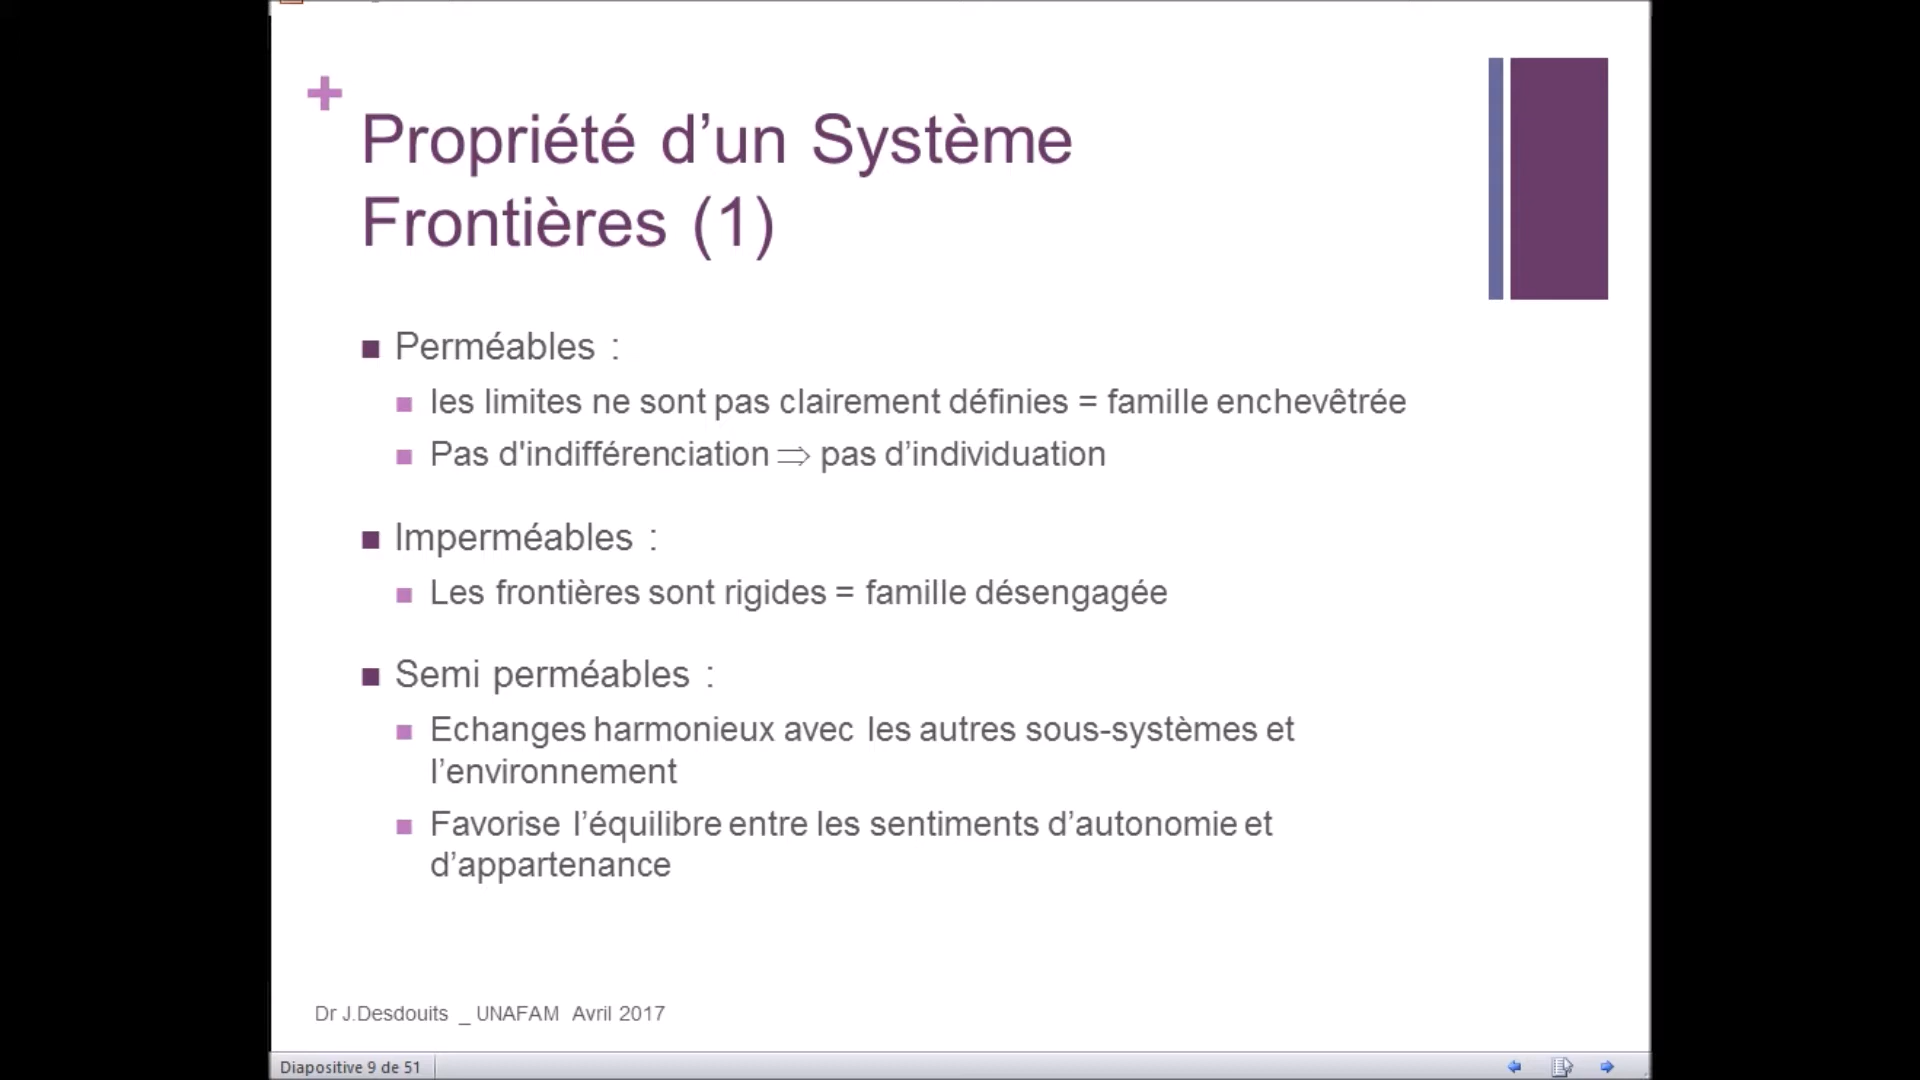 Propriété d’un Système
Frontières (1)
Perméables :
les limites ne sont pas clairement définies = famille enchevêtrée
Pas d'indifférenciation ⇒ pas d’individuation
Imperméables :
Les frontières sont rigides = famille désengagée
Semi perméables :
Echanges harmonieux avec les autres sous-systèmes et
l’environnement
Favorise l’équilibre entre les sentiments d’autonomie et
d’appartenance
Dr J.Desdouits _ UNAFAM Avril 2017
Diapositive 9 de 51